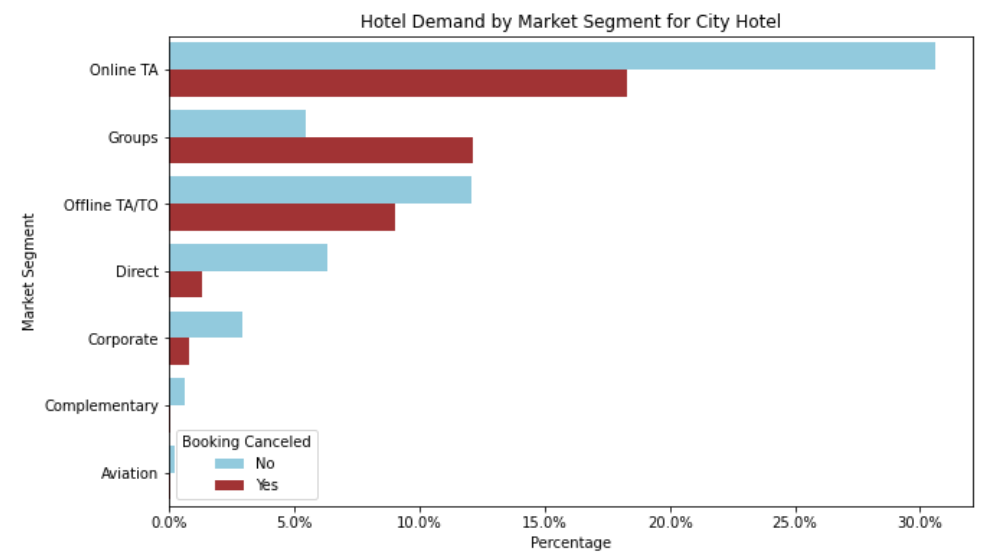 Hotel Demand by Market Segment for City Hotel
Market Segment
Online TA
Groups
Offline TA/TO
Direct
Corporate
Complementary
Aviation
Booking Canceled
No
Yes
0.0% 5.0% 10.0% 15.0% 20.0% 25.0% 30.0%
Percentage